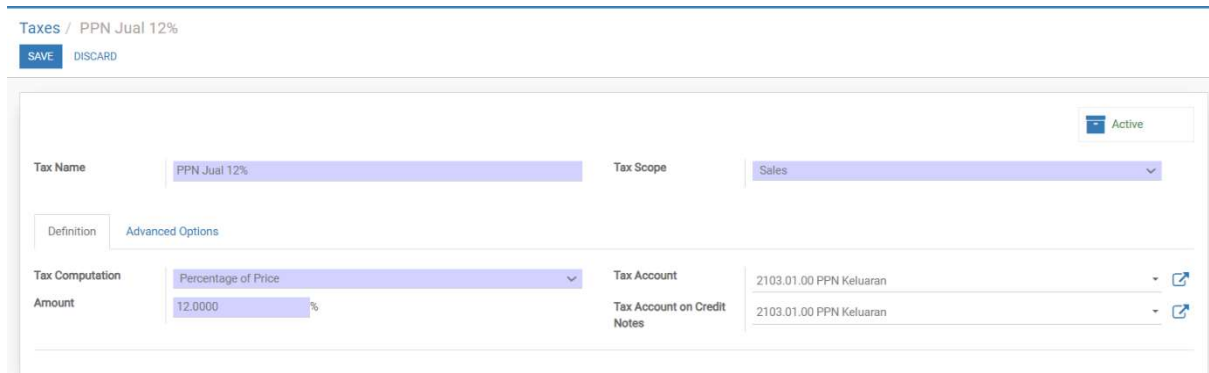 Taxes / PPN Jual 12%
SAVE DISCARD
Active
Tax Name PPN Jual 12% Tax Scope Sales
Definition Advanced Options
Tax Computation Percentage of Price Tax Account 2103.01.00 PPN Keluaran
Amount 12.0000 % Tax Account on Credit Notes 2103.01.00 PPN Keluaran